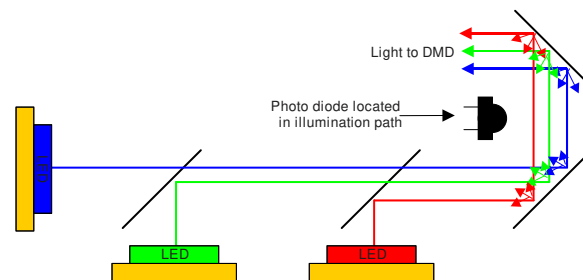 Light to DMD
Photo diode located
in illumination path
LED
LED
LED